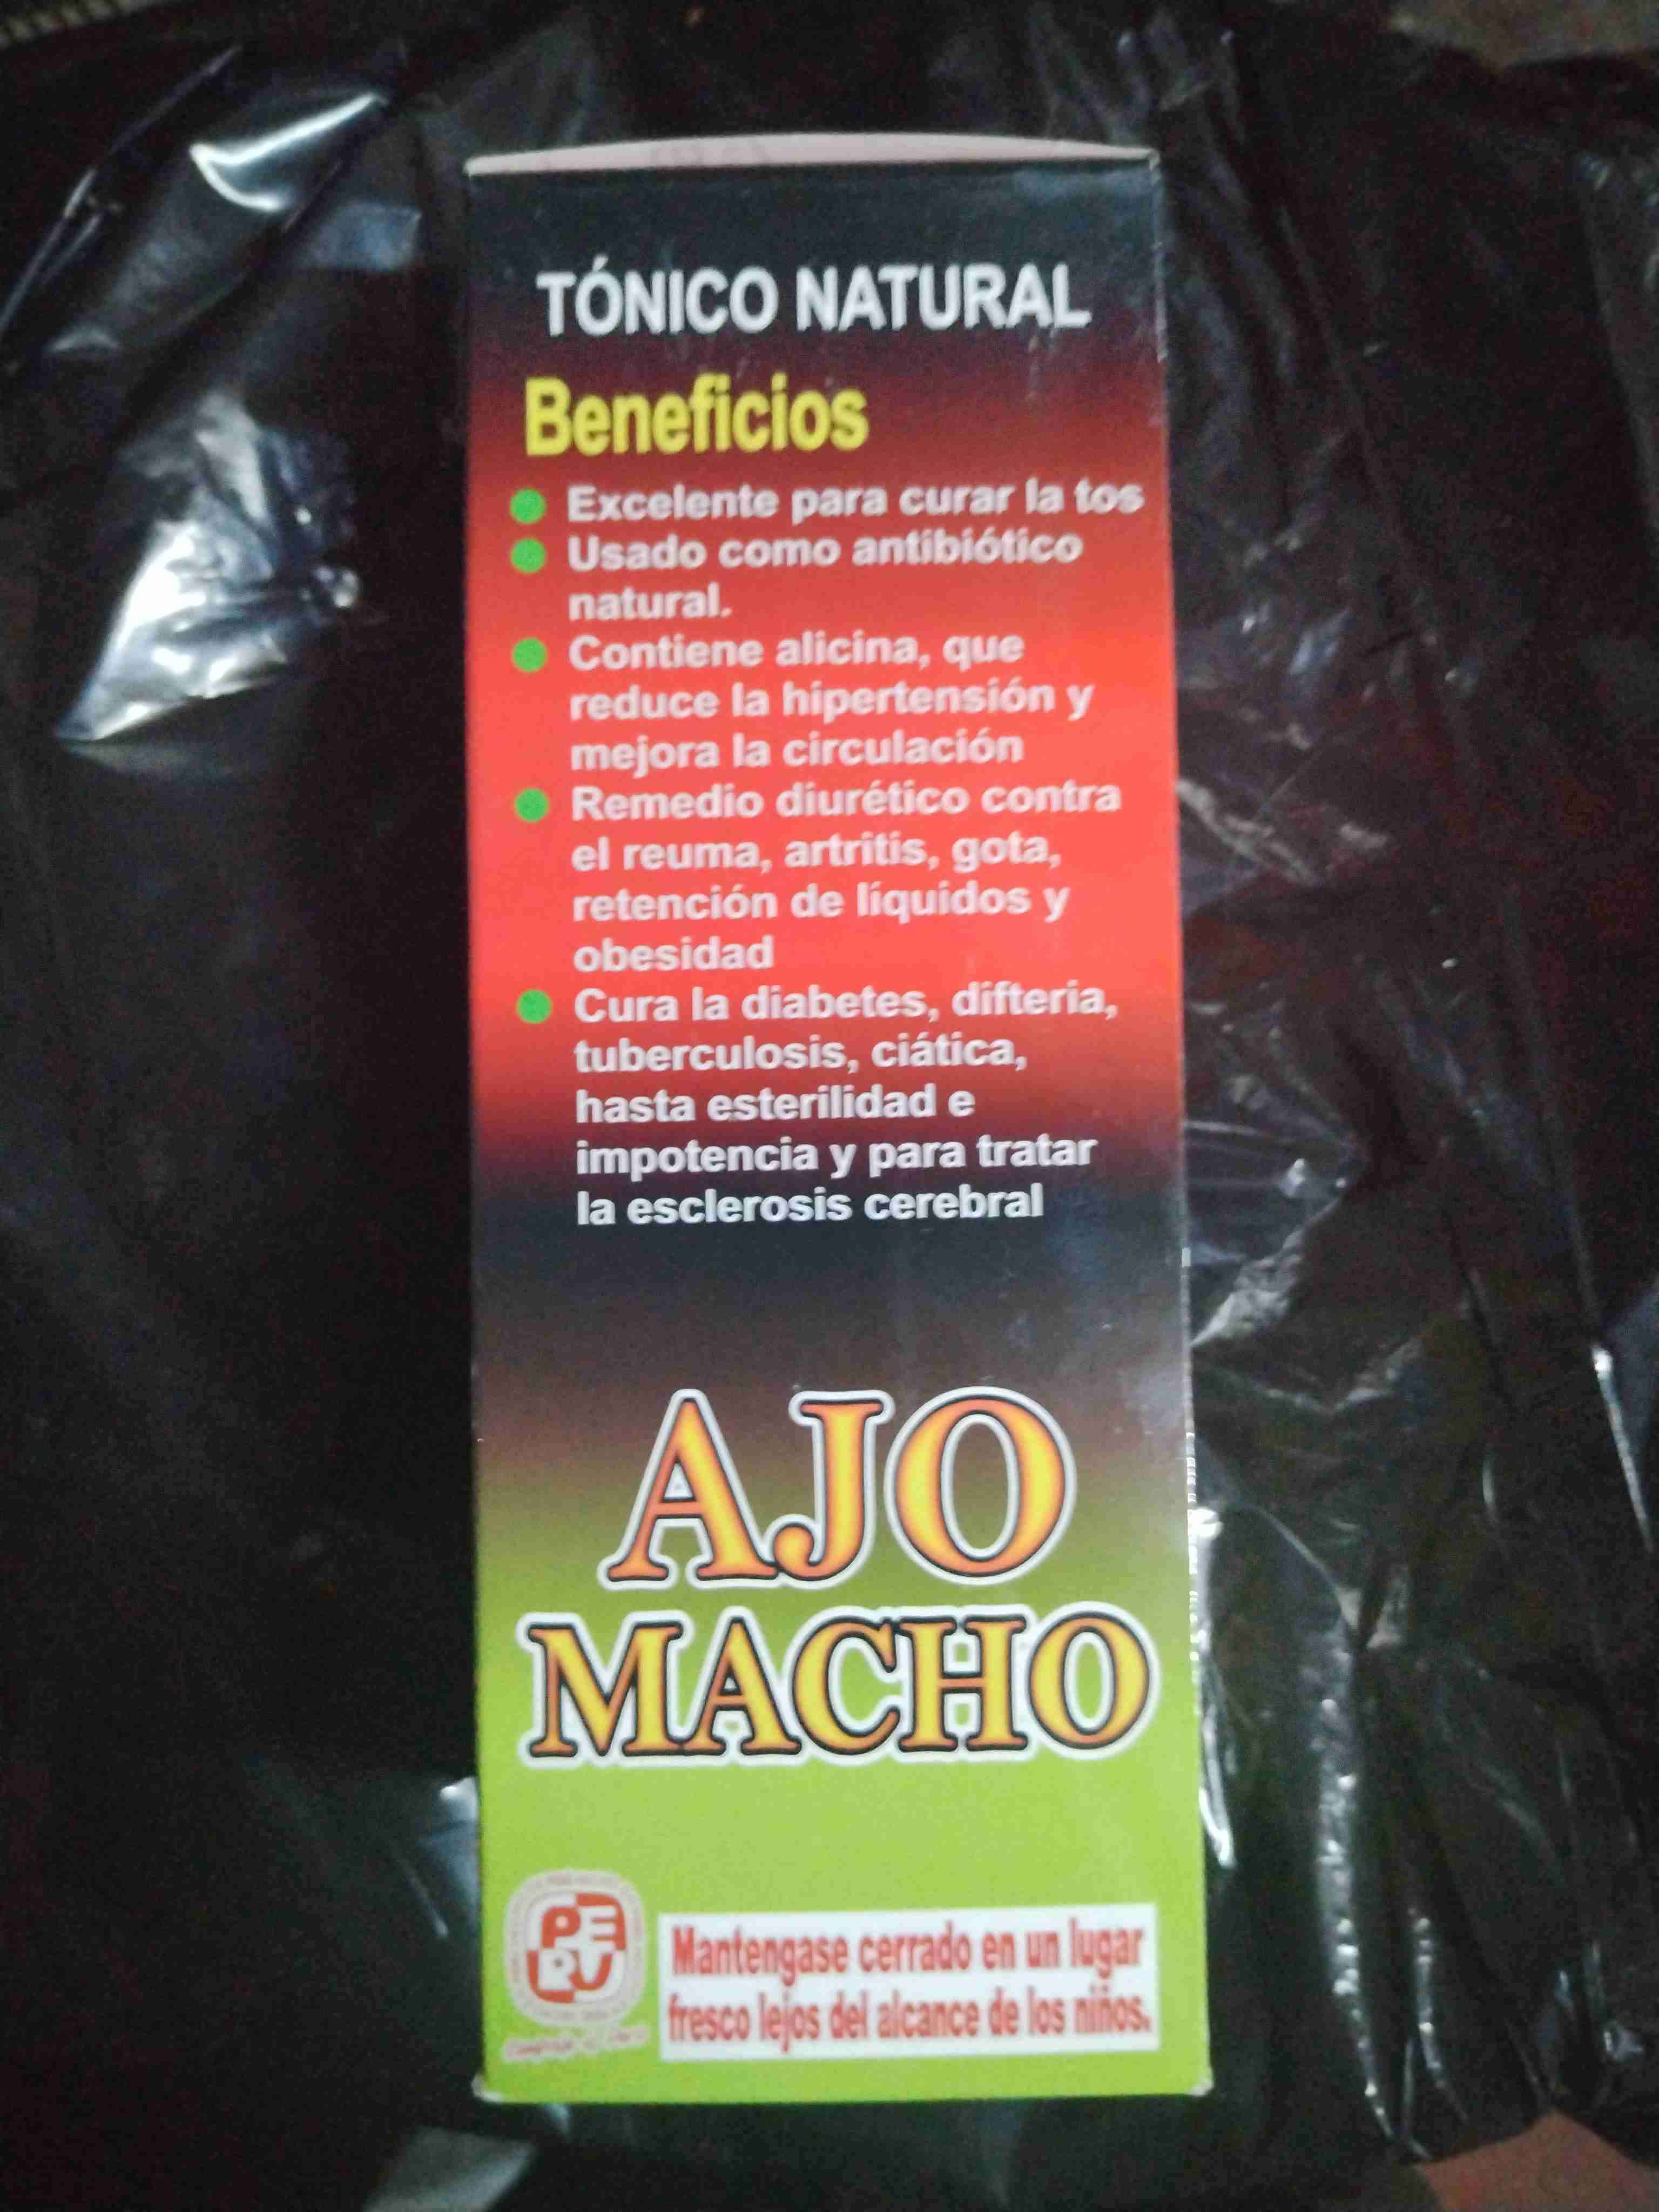 TÓNICO NATURAL
Beneficios
Excelente para curar la tos
Usado como antibiótico
natural.
Contiene alicina, que
reduce la hipertensión y
mejora la circulación
Remedio diurético contra
el reuma, artritis, gota,
retención de líquidos y
obesidad
Cura la diabetes, difteria,
tuberculosis, ciática,
hasta esterilidad e
impotencia y para tratar
la esclerosis cerebral
AJO
MACHO
PE
RU
Mantengase cerrado en un lugar
fresco lejos del alcance de los niños.